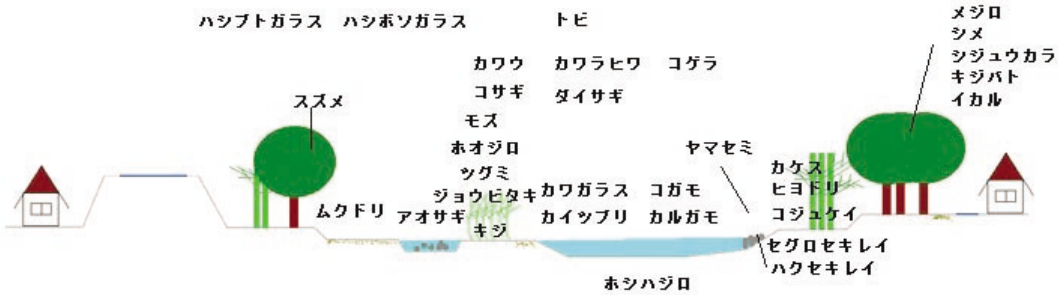 ハシブトガラス ハシボソガラス トビ
メジロ
シメ
シジュウカラ
キジバト
イカル
カワウ カワラヒワ コゲラ
コサギ ダイサギ
スズメ
モズ
ホオジロ
ツグミ
ジョウビタキ
キジ
ムクドリ
アオサギ
カワガラス コガモ
カイツブリ カルガモ
ヤマセミ
カケス
ヒヨドリ
コジュケイ
セグロセキレイ
ハクセキレイ
ホシハジロ